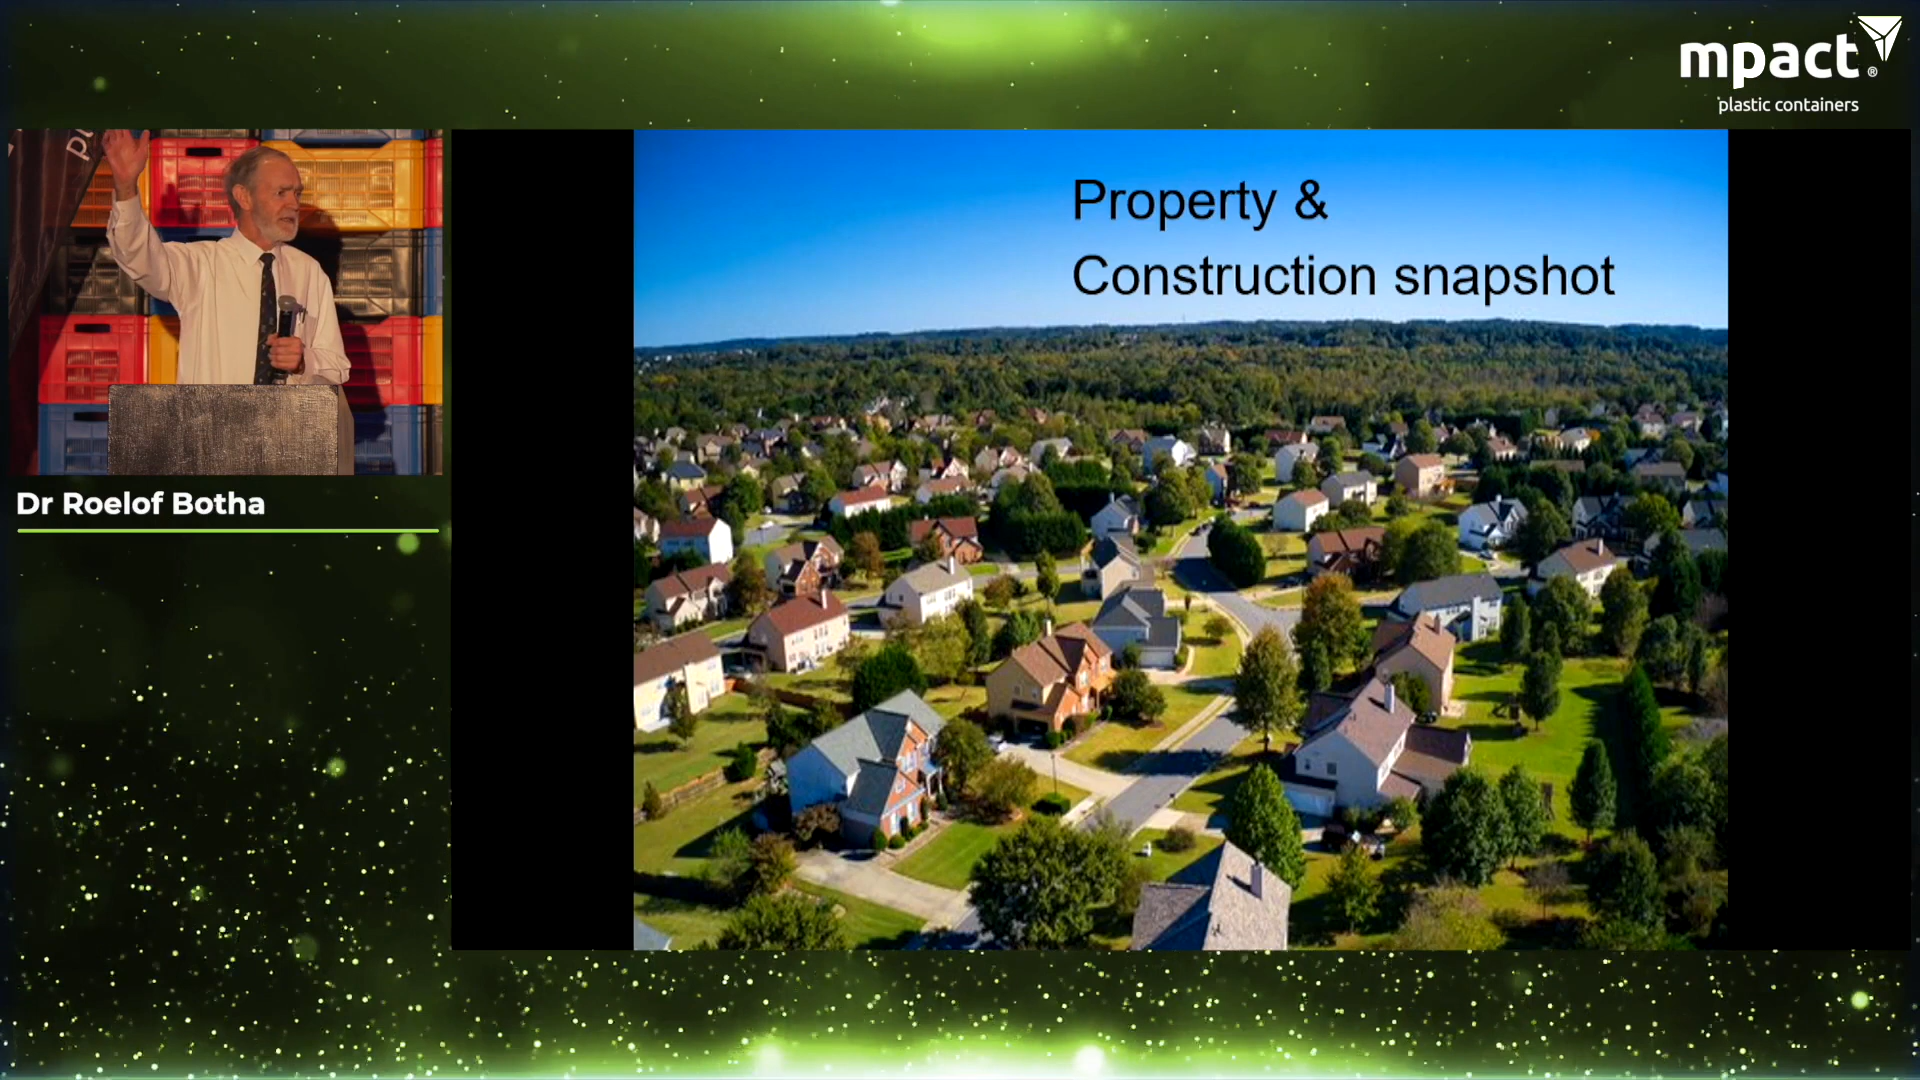 mpact®
plastic containers
Property &
Construction snapshot
Dr Roelof Botha